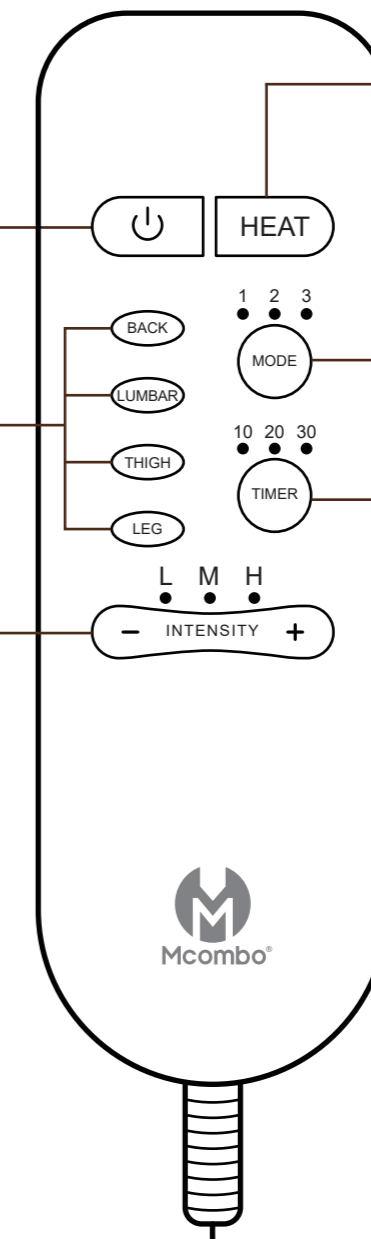 HEAT
1 2 3
BACK
MODE
LUMBAR
10 20 30
THIGH
TIMER
LEG
L M H
− INTENSITY +
Mcombo®